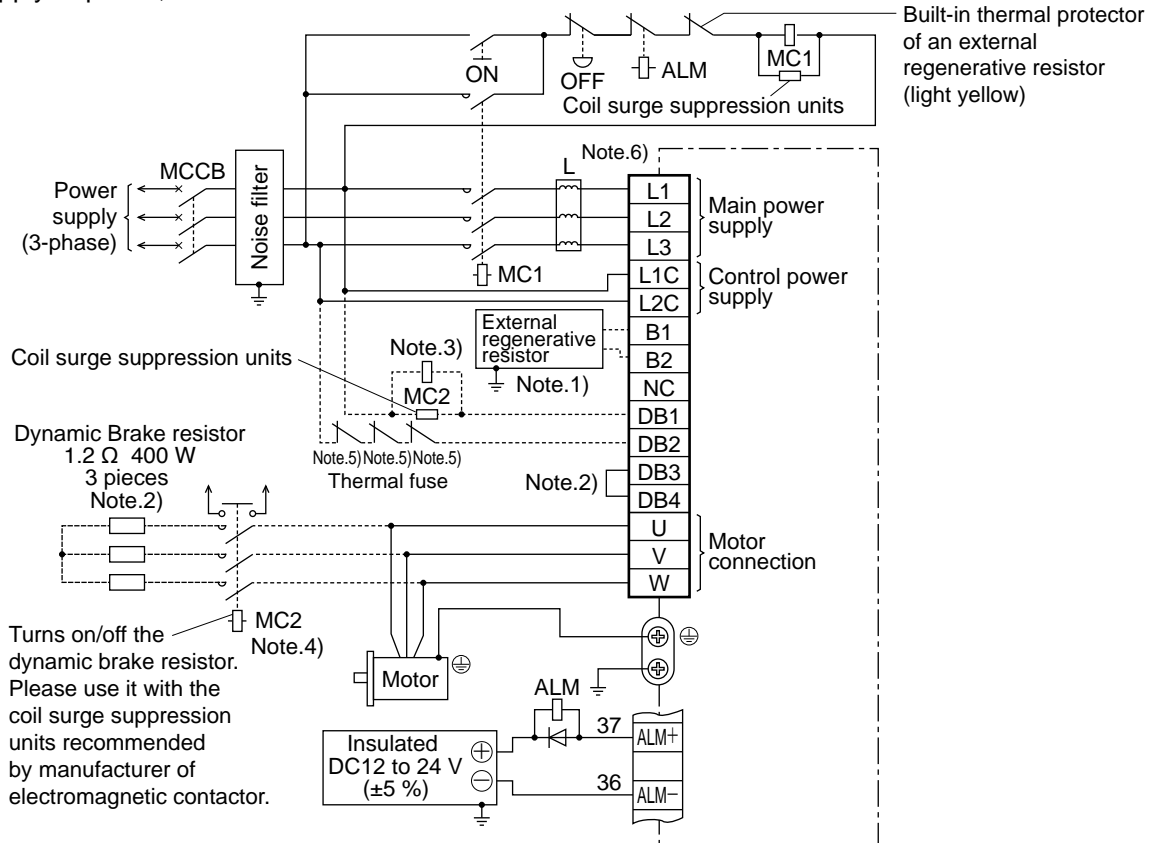 Built-in thermal protector
of an external
regenerative resistor
(light yellow)
ON
OFF
ALM
MC1
Coil surge suppression units
Note.6)
L
MCCB
Power
supply
(3-phase)
Noise filter
L1
L2
L3
Main power
supply
MC1
L1C
L2C
Control power
supply
External
regenerative
resistor
Note.1)
B1
B2
NC
Coil surge suppression units
Note.3)
MC2
DB1
DB2
Note.5) Note.5) Note.5)
Thermal fuse
Note.2)
DB3
DB4
Dynamic Brake resistor
1.2 Ω 400 W
3 pieces
Note.2)
U
V
W
Motor
connection
MC2
Note.4)
Turns on/off the
dynamic brake resistor.
Please use it with the
coil surge suppression
units recommended
by manufacturer of
electromagnetic contactor.
Motor
ALM
Insulated
DC12 to 24 V
(±5 %)
37
ALM+
36
ALM−